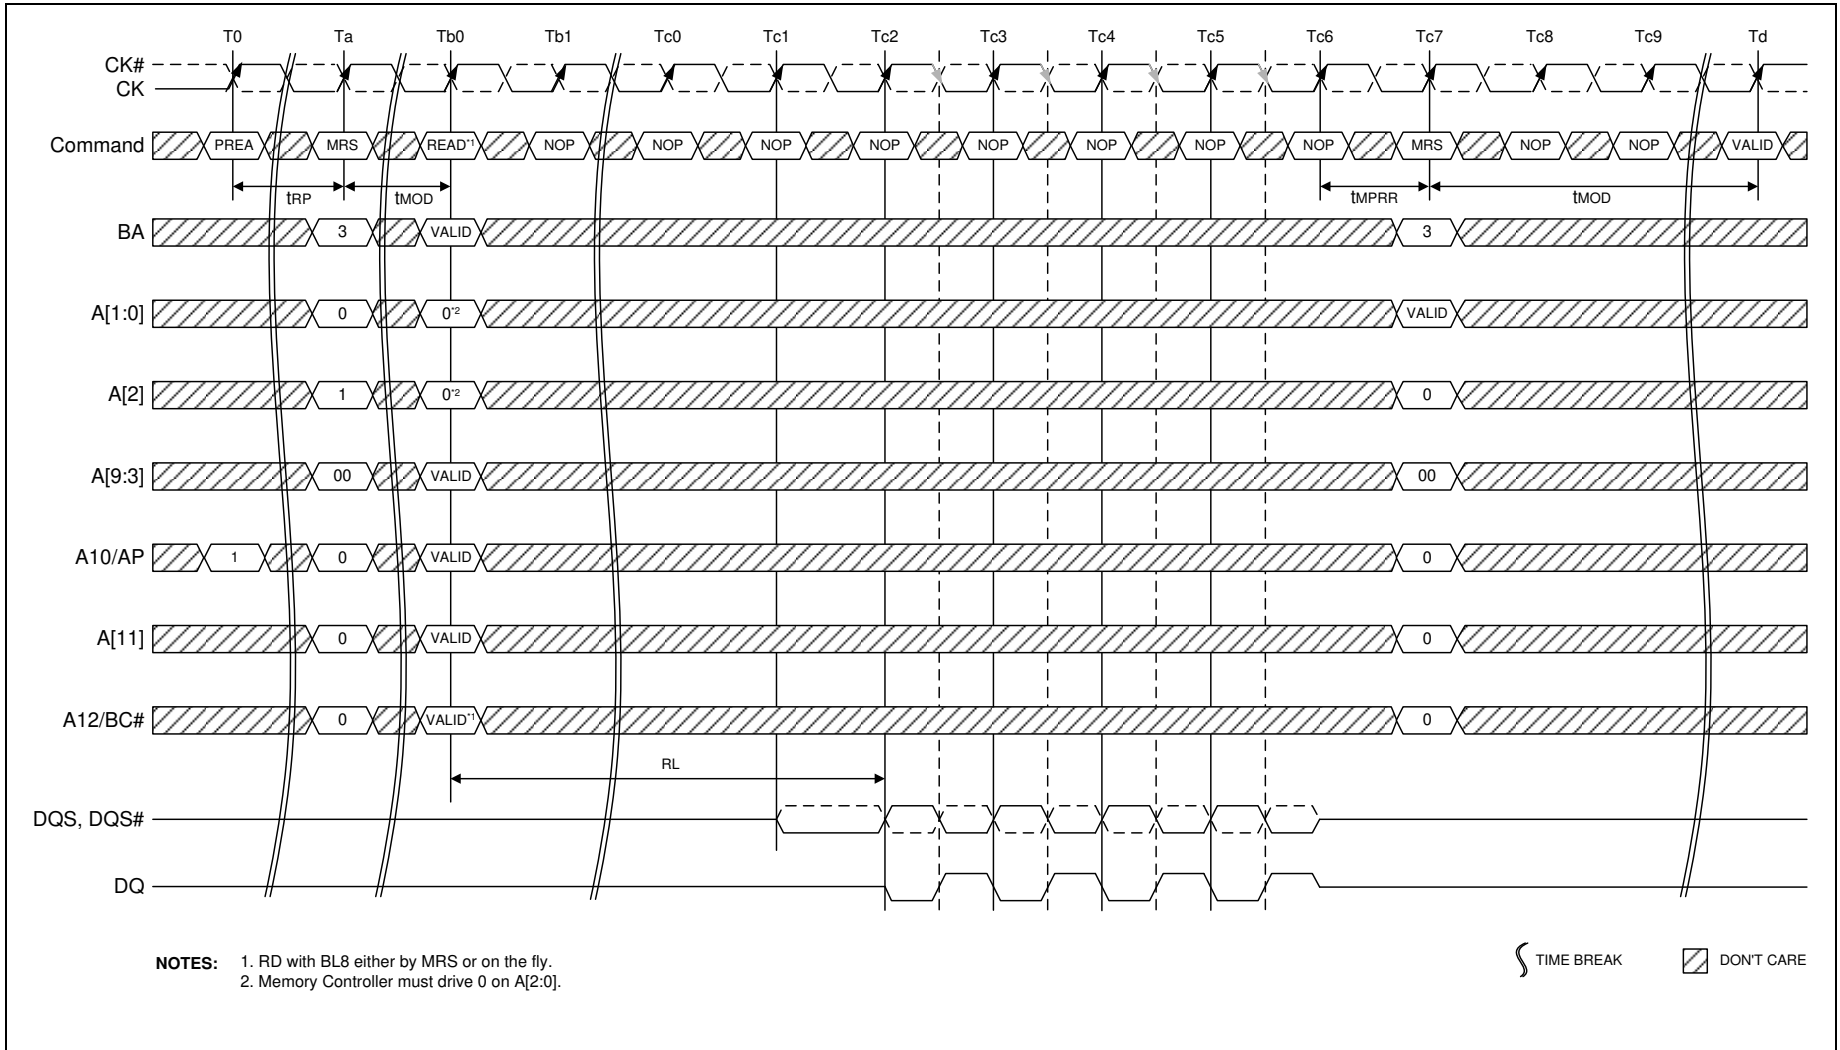 T0 Ta Tb0 Tb1 Tc0 Tc1 Tc2 Tc3 Tc4 Tc5 Tc6 Tc7 Tc8 Tc9 Td
CK#
CK
Command PREA MRS READ*1 NOP NOP NOP NOP NOP NOP NOP NOP MRS NOP NOP VALID
tRP tMOD tMPRR tMOD
BA 3 VALID 3
A[1:0] 0 0*2 VALID
A[2] 1 0*2 0
A[9:3] 00 VALID 00
A10/AP 1 0 VALID 0
A[11] 0 VALID 0
A12/BC# 0 VALID*1 0
RL
DQS, DQS#
DQ
NOTES: 1. RD with BL8 either by MRS or on the fly.
2. Memory Controller must drive 0 on A[2:0].
TIME BREAK DON'T CARE